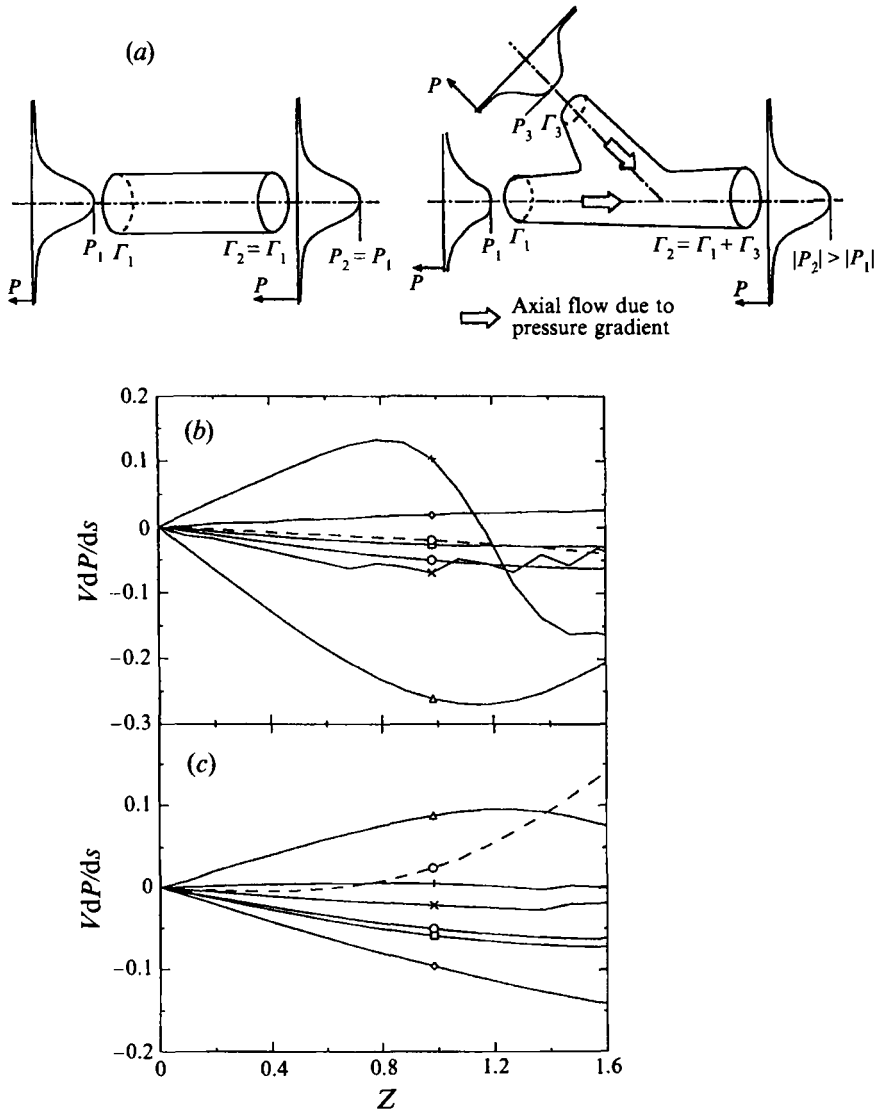 (a)
P
P₁
Γ₁
Γ₂ = Γ₁
P₂ = P₁
P
P
P₃
Γ₃
P
P₁
Γ₁
Γ₂ = Γ₁ + Γ₃
|P₂| > |P₁|
P
Axial flow due to
pressure gradient
(b)
VdP/ds
0.2
0.1
0
−0.1
−0.2
−0.3
(c)
VdP/ds
0.1
0
−0.1
−0.2
0
0.4
0.8
1.2
1.6
Z